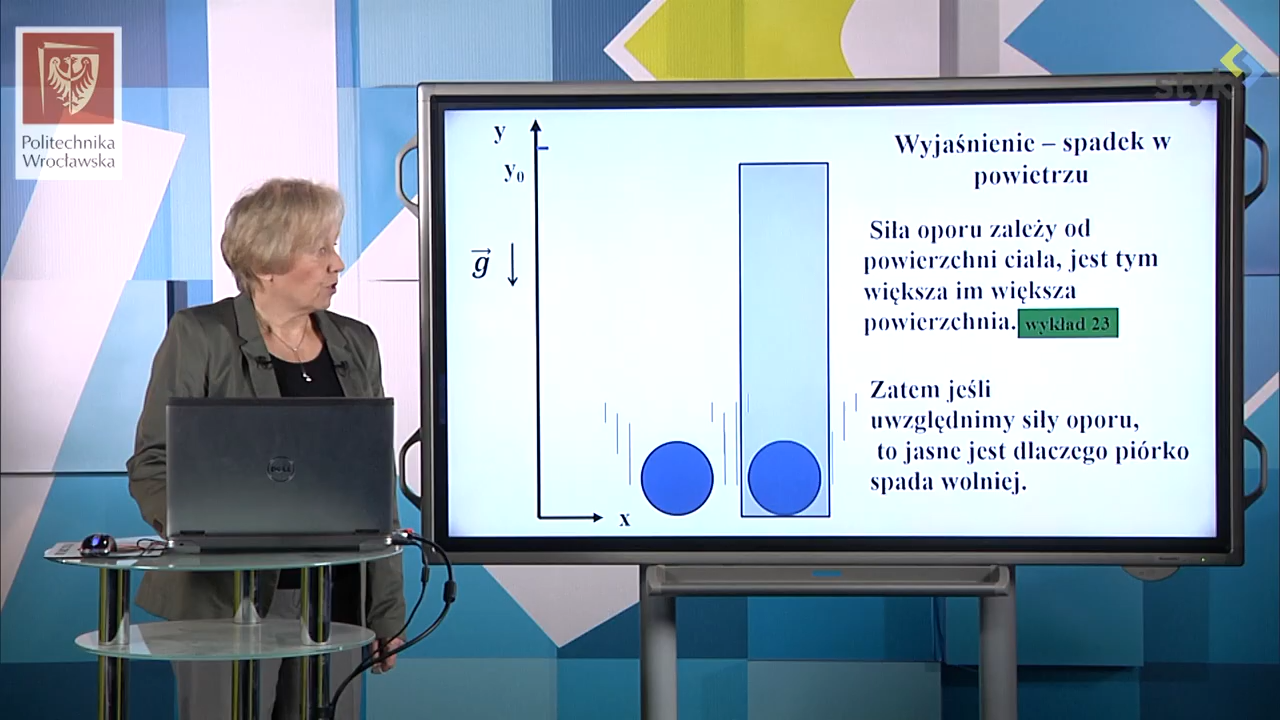 Politechnika
Wrocławska
Styk
y
y₀
g
x
Wyjaśnienie – spadek w
powietrzu
Siła oporu zależy od
powierzchni ciała, jest tym
większa im większa
powierzchnia.
wykład 23
Zatem jeśli
uwzględnimy siły oporu,
to jasne jest dlaczego piórko
spada wolniej.
DELL